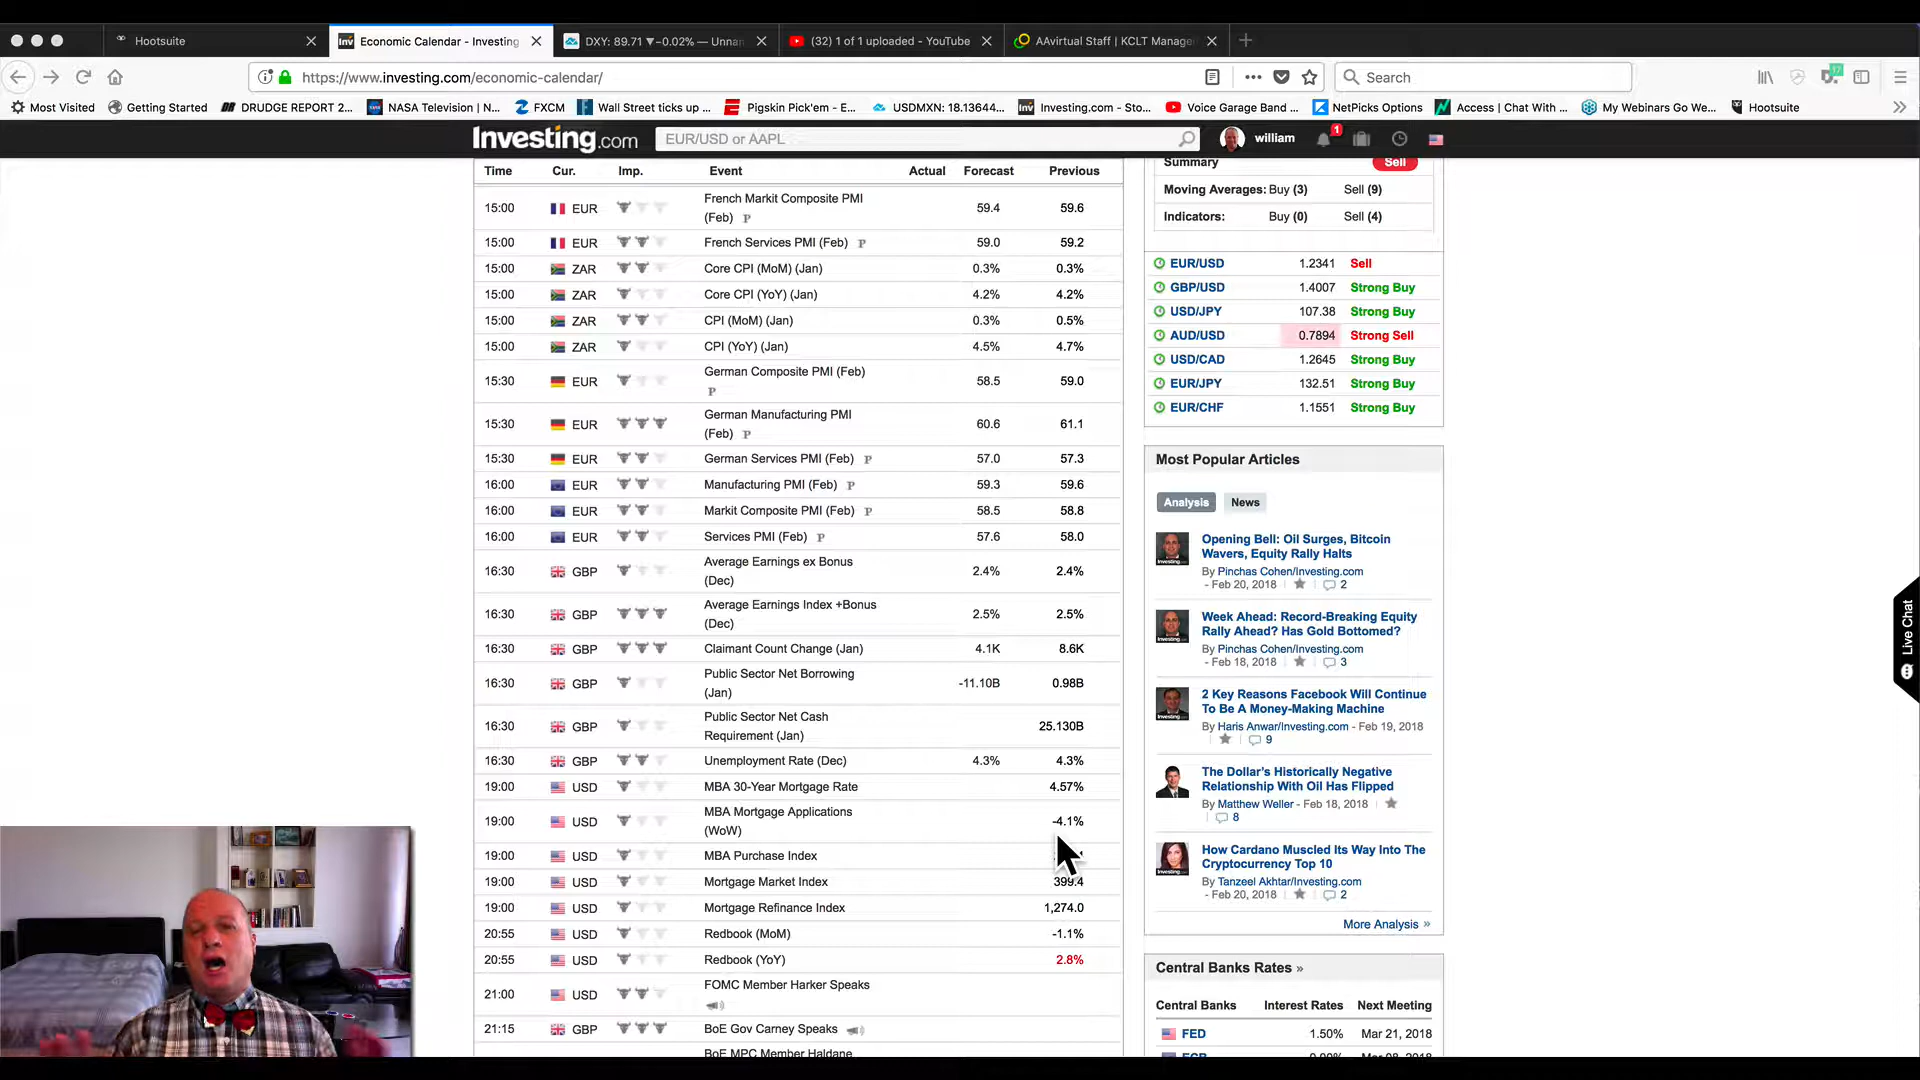 Hootsuite
Economic Calendar - Investing
DXY: 89.71 ▼−0.02% — Unnan
(32) 1 of 1 uploaded - YouTube
AAvirtual Staff | KCLT Manage
https://www.investing.com/economic-calendar/
Search
Most Visited
Getting Started
DRUDGE REPORT 2...
NASA Television | N...
FXCM
Wall Street ticks up ...
Pigskin Pick'em - E...
USDMXN: 18.13644...
Investing.com - Sto...
Voice Garage Band ...
NetPicks Options
Access | Chat With ...
My Webinars Go We...
Hootsuite
Investing.com
EUR/USD or AAPL
william
1
Time Cur. Imp. Event Actual Forecast Previous
15:00 EUR French Markit Composite PMI (Feb) P 59.4 59.6
15:00 EUR French Services PMI (Feb) P 59.0 59.2
15:00 ZAR Core CPI (MoM) (Jan) 0.3% 0.3%
15:00 ZAR Core CPI (YoY) (Jan) 4.2% 4.2%
15:00 ZAR CPI (MoM) (Jan) 0.3% 0.5%
15:00 ZAR CPI (YoY) (Jan) 4.5% 4.7%
15:30 EUR German Composite PMI (Feb) P 58.5 59.0
15:30 EUR German Manufacturing PMI (Feb) P 60.6 61.1
15:30 EUR German Services PMI (Feb) P 57.0 57.3
16:00 EUR Manufacturing PMI (Feb) P 59.3 59.6
16:00 EUR Markit Composite PMI (Feb) P 58.5 58.8
16:00 EUR Services PMI (Feb) P 57.6 58.0
16:30 GBP Average Earnings ex Bonus (Dec) 2.4% 2.4%
16:30 GBP Average Earnings Index +Bonus (Dec) 2.5% 2.5%
16:30 GBP Claimant Count Change (Jan) 4.1K 8.6K
16:30 GBP Public Sector Net Borrowing (Jan) -11.10B 0.98B
16:30 GBP Public Sector Net Cash Requirement (Jan) 25.130B
16:30 GBP Unemployment Rate (Dec) 4.3% 4.3%
19:00 USD MBA 30-Year Mortgage Rate 4.57%
19:00 USD MBA Mortgage Applications (WoW) -4.1%
19:00 USD MBA Purchase Index
19:00 USD Mortgage Market Index 399.4
19:00 USD Mortgage Refinance Index 1,274.0
20:55 USD Redbook (MoM) -1.1%
20:55 USD Redbook (YoY) 2.8%
21:00 USD FOMC Member Harker Speaks
21:15 GBP BoE Gov Carney Speaks
BoE MPC Member Haldane
Summary Sell
Moving Averages: Buy (3) Sell (9)
Indicators: Buy (0) Sell (4)
EUR/USD 1.2341 Sell
GBP/USD 1.4007 Strong Buy
USD/JPY 107.38 Strong Buy
AUD/USD 0.7894 Strong Sell
USD/CAD 1.2645 Strong Buy
EUR/JPY 132.51 Strong Buy
EUR/CHF 1.1551 Strong Buy
Most Popular Articles
Analysis News
Opening Bell: Oil Surges, Bitcoin
Wavers, Equity Rally Halts
By Pinchas Cohen/Investing.com
- Feb 20, 2018 2
Week Ahead: Record-Breaking Equity
Rally Ahead? Has Gold Bottomed?
By Pinchas Cohen/Investing.com
- Feb 18, 2018 3
2 Key Reasons Facebook Will Continue
To Be A Money-Making Machine
By Haris Anwar/Investing.com - Feb 19, 2018
9
The Dollar's Historically Negative
Relationship With Oil Has Flipped
By Matthew Weller - Feb 18, 2018
8
How Cardano Muscled Its Way Into The
Cryptocurrency Top 10
By Tanzeel Akhtar/Investing.com
- Feb 20, 2018 2
More Analysis »
Central Banks Rates »
Central Banks Interest Rates Next Meeting
FED 1.50% Mar 21, 2018
Live Chat